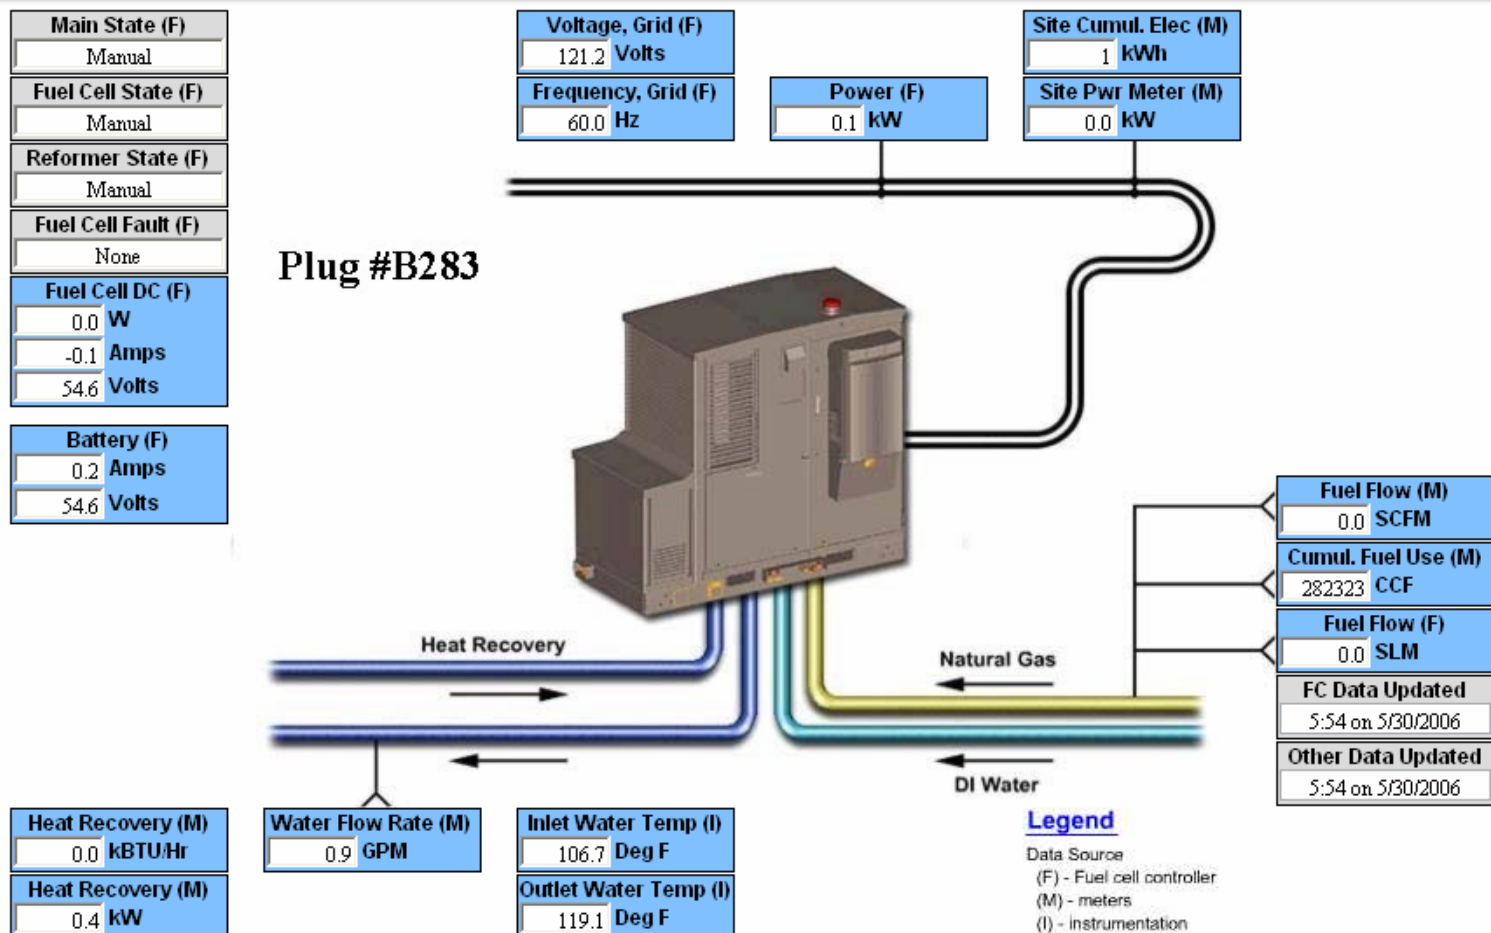 Main State (F)
Manual
Fuel Cell State (F)
Manual
Reformer State (F)
Manual
Fuel Cell Fault (F)
None
Fuel Cell DC (F)
0.0 W
-0.1 Amps
54.6 Volts
Battery (F)
0.2 Amps
54.6 Volts
Voltage, Grid (F)
121.2 Volts
Frequency, Grid (F)
60.0 Hz
Power (F)
0.1 kW
Site Cumul. Elec (M)
1 kWh
Site Pwr Meter (M)
0.0 kW
Plug #B283
Fuel Flow (M)
0.0 SCFM
Cumul. Fuel Use (M)
282323 CCF
Fuel Flow (F)
0.0 SLM
FC Data Updated
5:54 on 5/30/2006
Other Data Updated
5:54 on 5/30/2006
Heat Recovery
Natural Gas
DI Water
Heat Recovery (M)
0.0 kBTU/Hr
Heat Recovery (M)
0.4 kW
Water Flow Rate (M)
0.9 GPM
Inlet Water Temp (I)
106.7 Deg F
Outlet Water Temp (I)
119.1 Deg F
Legend
Data Source
(F) - Fuel cell controller
(M) - meters
(I) - instrumentation